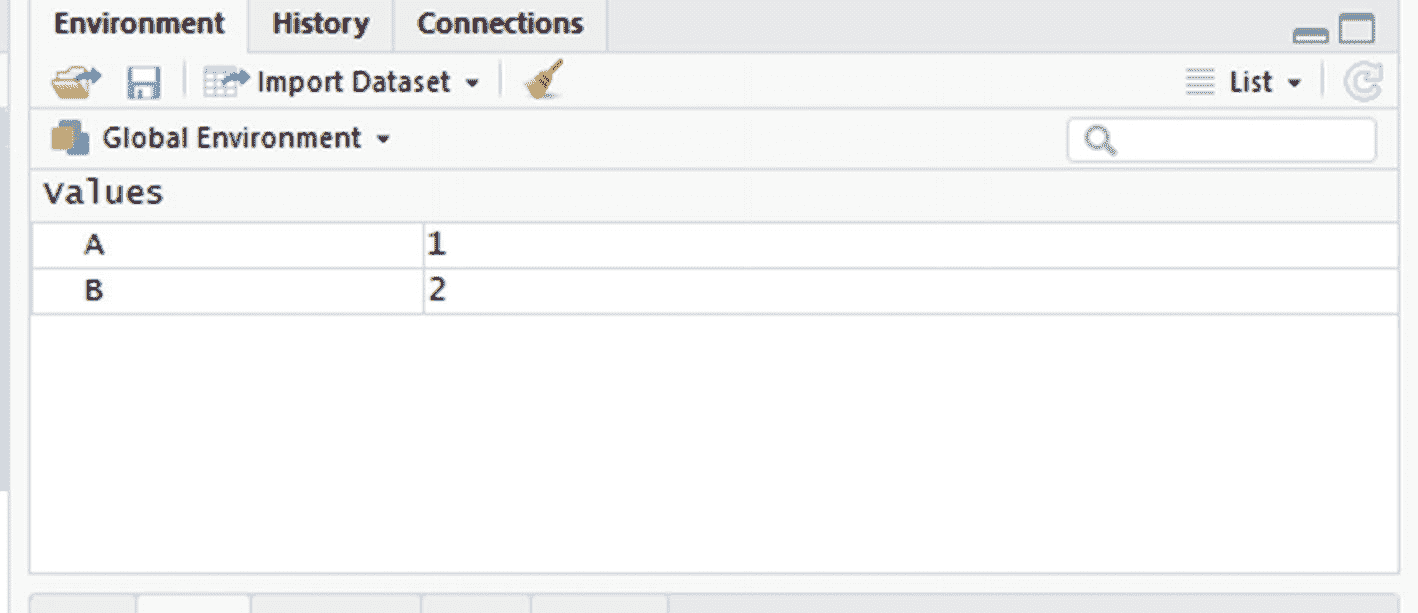 Environment History Connections
Import Dataset List
Global Environment
Values
A 1
B 2